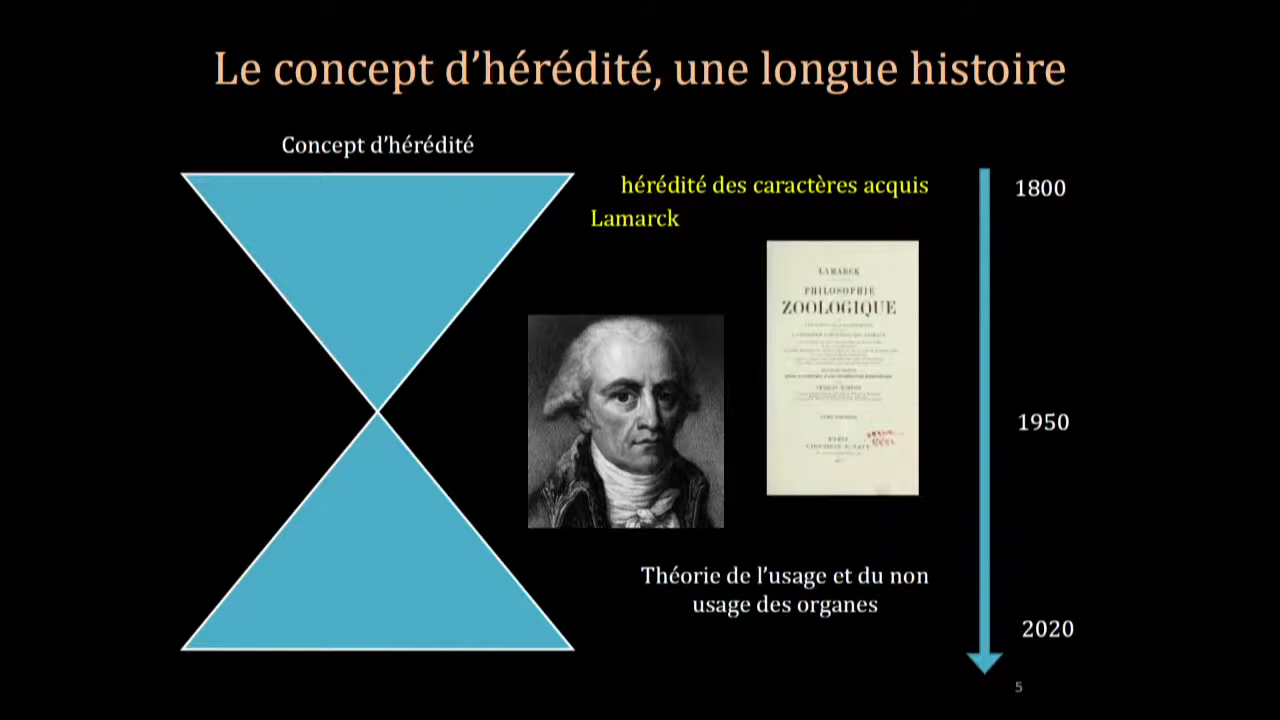 Le concept d’hérédité, une longue histoire
Concept d’hérédité
hérédité des caractères acquis
Lamarck
1800
LAMARCK
PHILOSOPHIE
ZOOLOGIQUE
1950
Théorie de l’usage et du non
usage des organes
2020
5